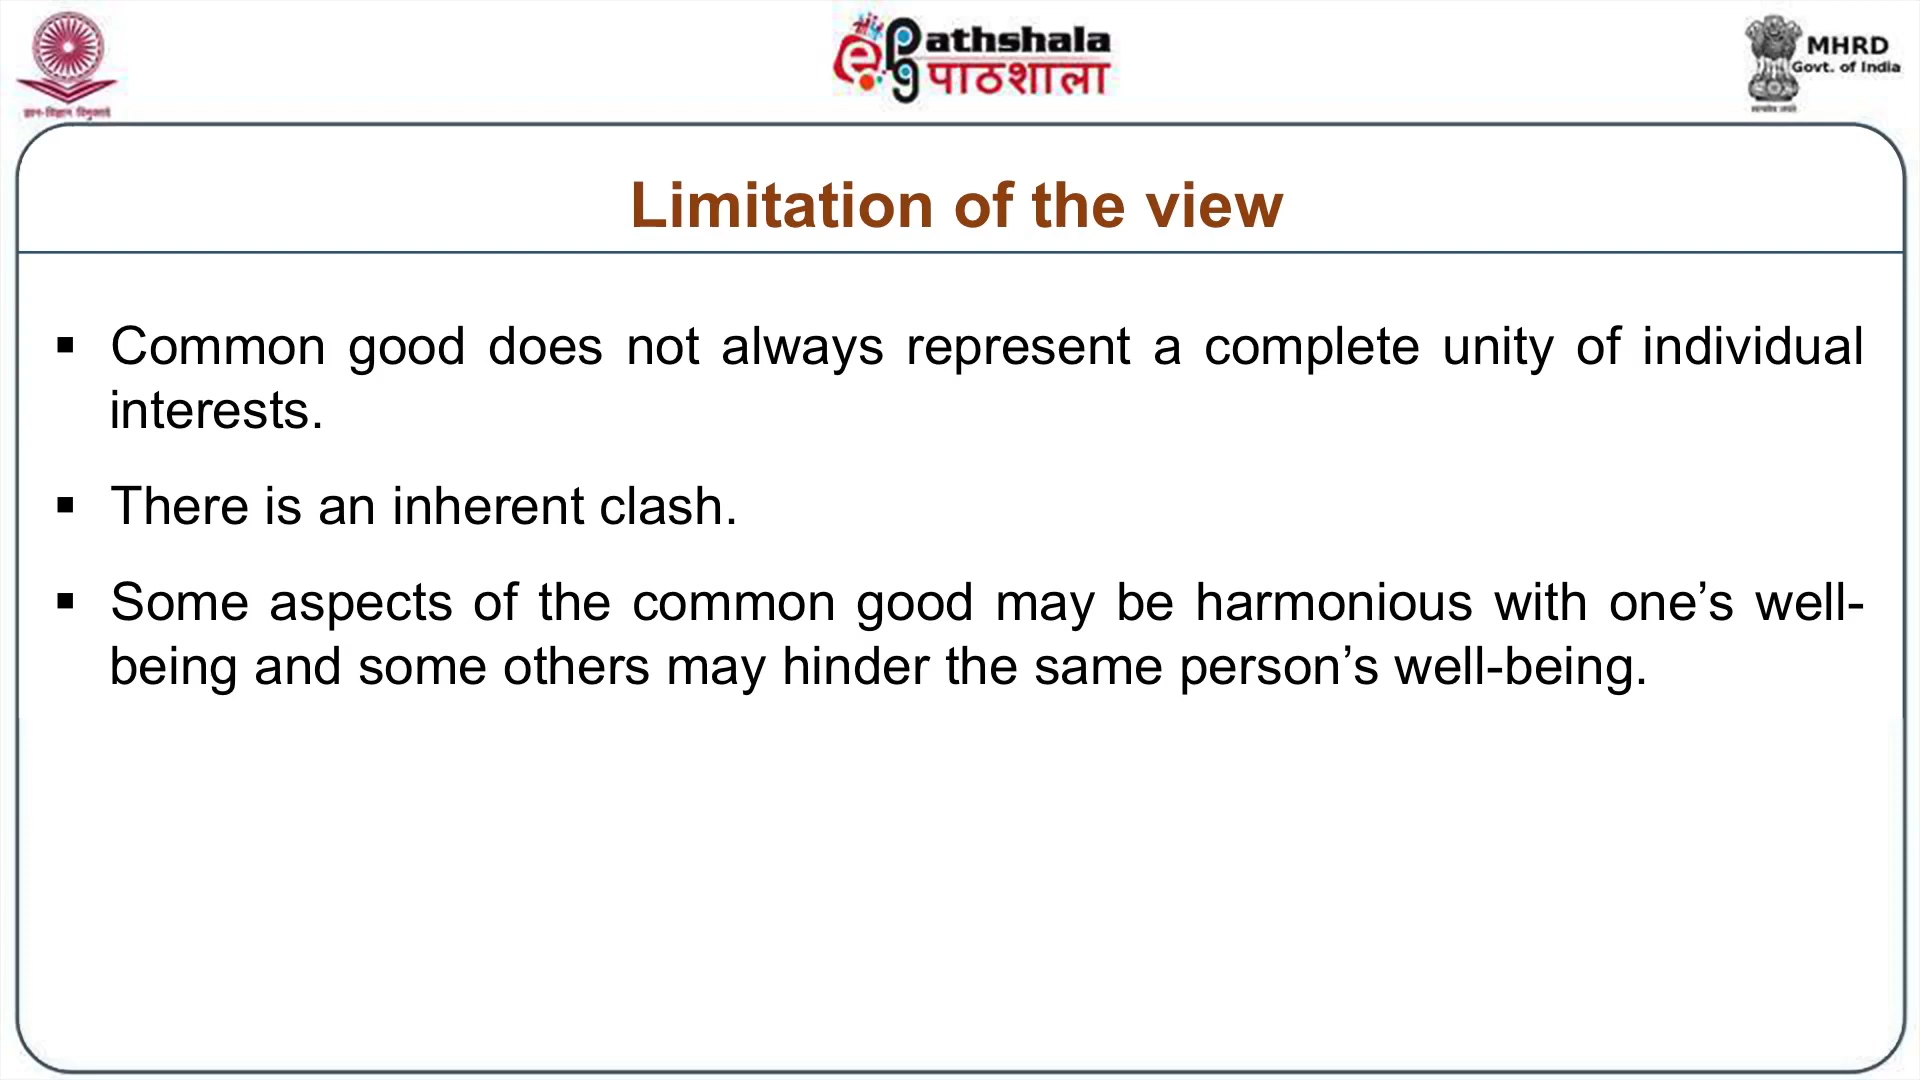 ज्ञान-विज्ञान विमुक्तये
Pathshala
पाठशाला
MHRD
Govt. of India
Limitation of the view
▪ Common good does not always represent a complete unity of individual
interests.
▪ There is an inherent clash.
▪ Some aspects of the common good may be harmonious with one’s well-
being and some others may hinder the same person’s well-being.